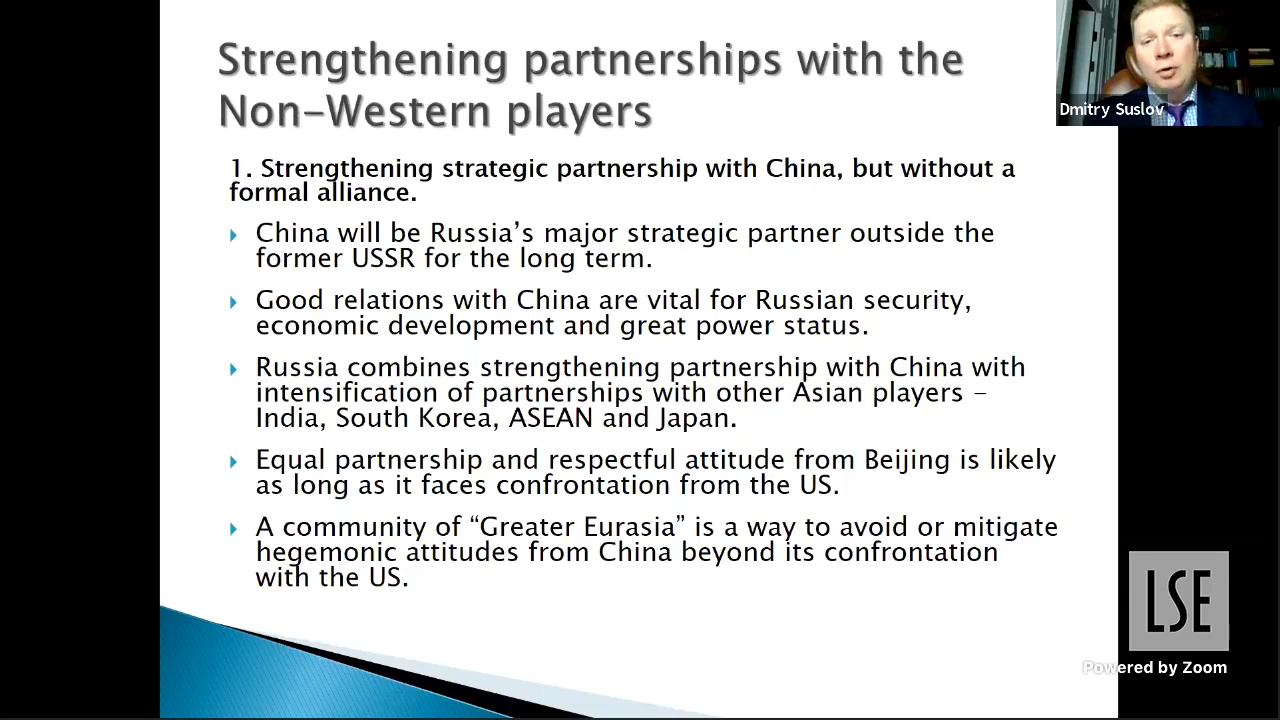 Strengthening partnerships with the
Non-Western players
1. Strengthening strategic partnership with China, but without a
formal alliance.
China will be Russia's major strategic partner outside the
former USSR for the long term.
Good relations with China are vital for Russian security,
economic development and great power status.
Russia combines strengthening partnership with China with
intensification of partnerships with other Asian players –
India, South Korea, ASEAN and Japan.
Equal partnership and respectful attitude from Beijing is likely
as long as it faces confrontation from the US.
A community of “Greater Eurasia” is a way to avoid or mitigate
hegemonic attitudes from China beyond its confrontation
with the US.
Dmitry Suslov
LSE
Powered by Zoom